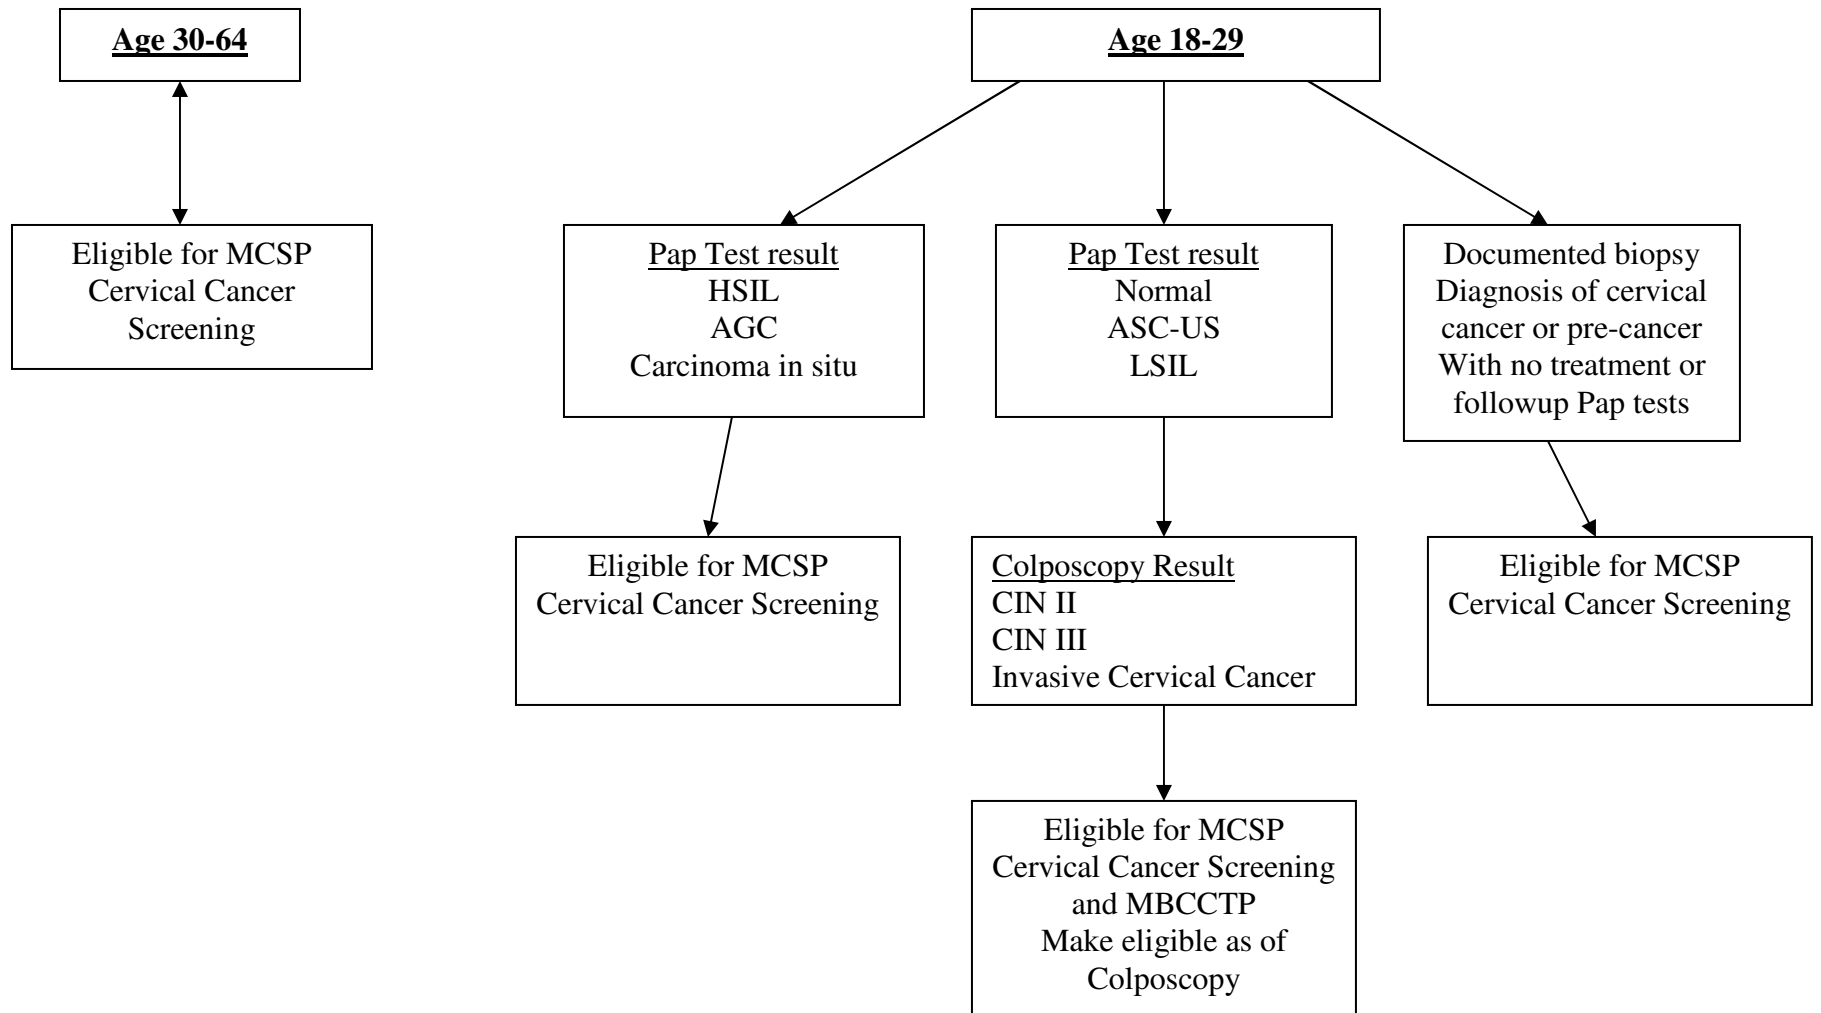 Age 30-64
Age 18-29
Eligible for MCSP
Cervical Cancer
Screening
Pap Test result
HSIL
AGC
Carcinoma in situ
Pap Test result
Normal
ASC-US
LSIL
Documented biopsy
Diagnosis of cervical
cancer or pre-cancer
With no treatment or
followup Pap tests
Eligible for MCSP
Cervical Cancer Screening
Colposcopy Result
CIN II
CIN III
Invasive Cervical Cancer
Eligible for MCSP
Cervical Cancer Screening
Eligible for MCSP
Cervical Cancer Screening
and MBCCTP
Make eligible as of
Colposcopy